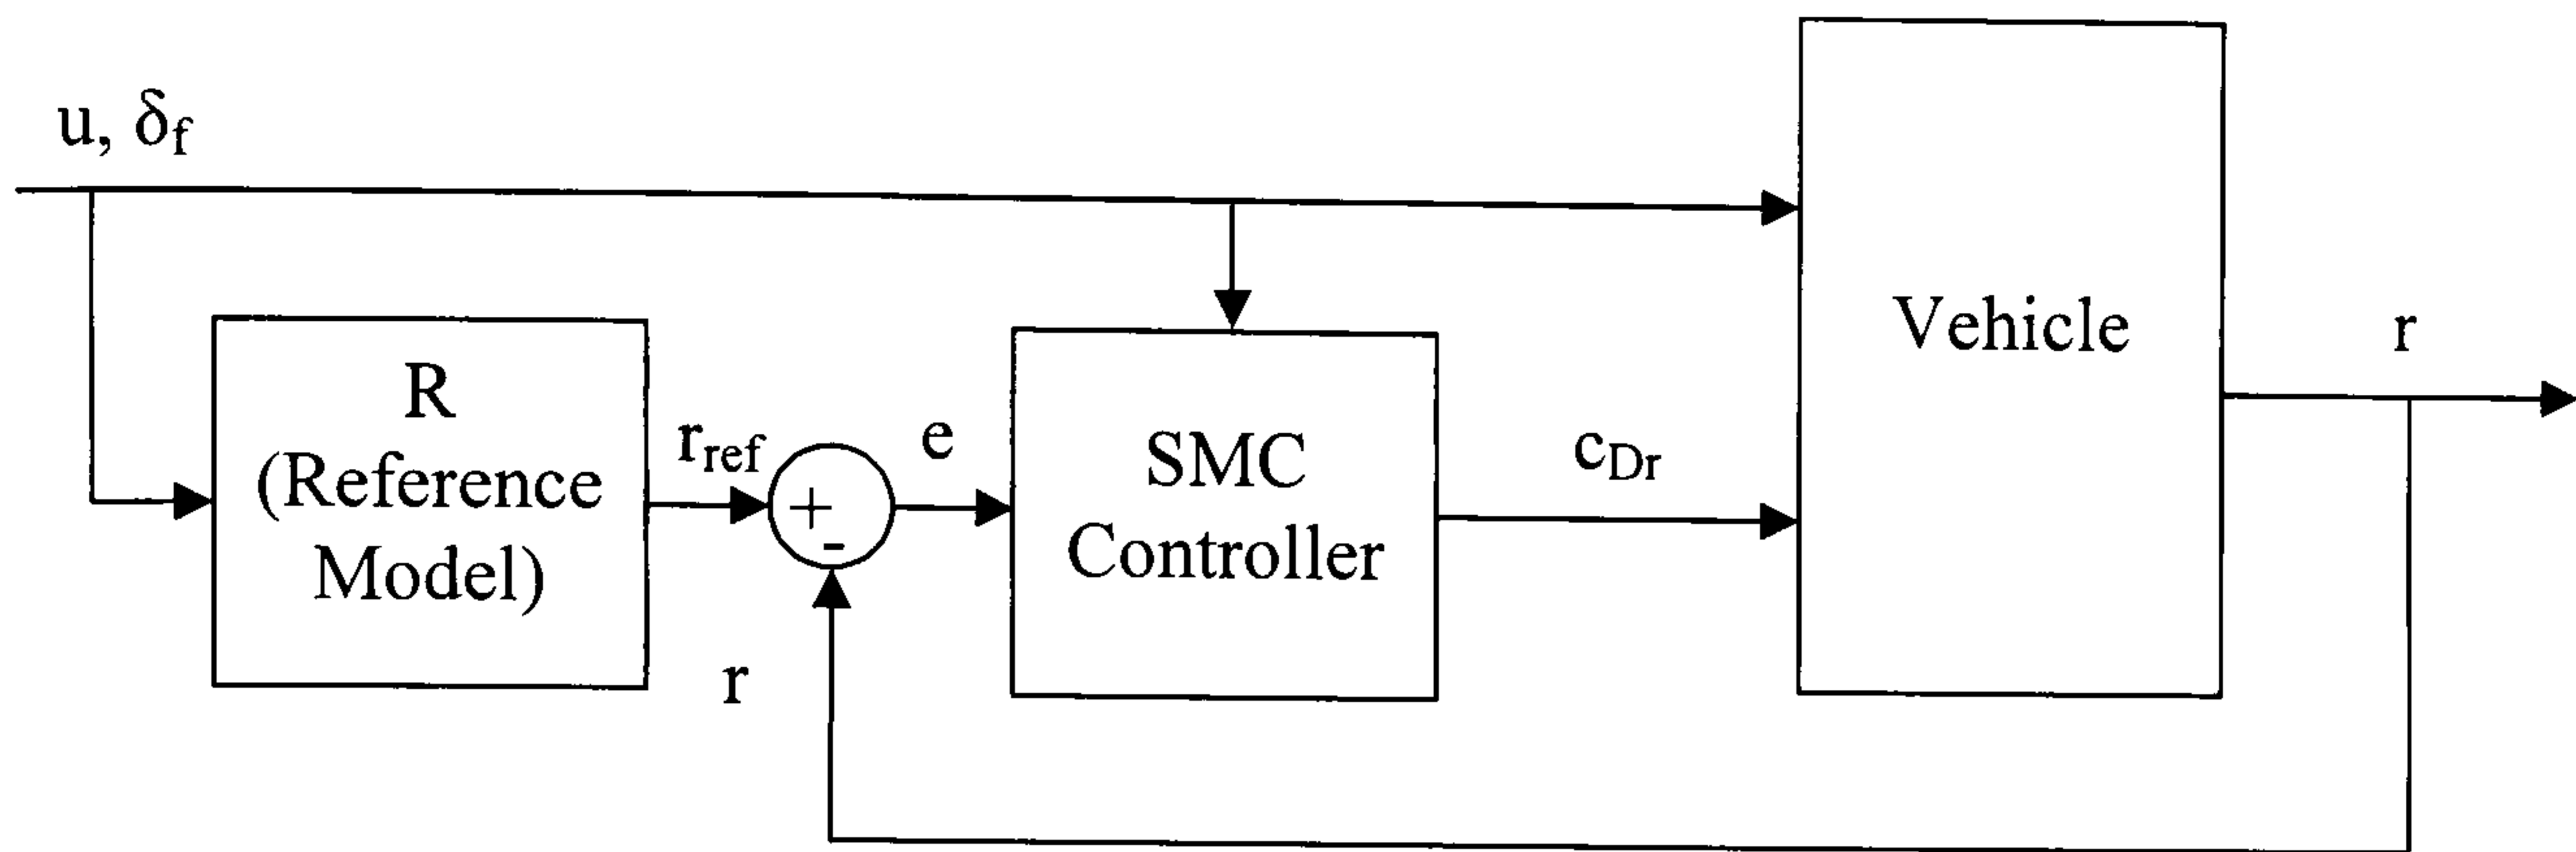 u, δf
R
(Reference
Model)
rref
+
-
e
r
SMC
Controller
cDr
Vehicle
r